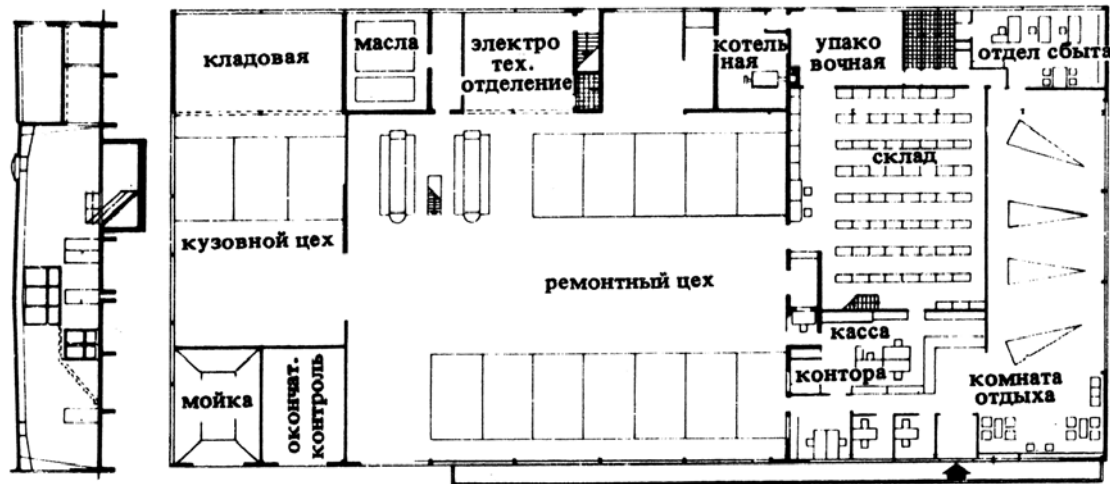 кладовая
масла
электро
тех.
отделение
котель
ная
упако
вочная
отдел сбыта
склад
кузовной цех
ремонтный цех
касса
контора
комната
отдыха
мойка
окончат.
контроль